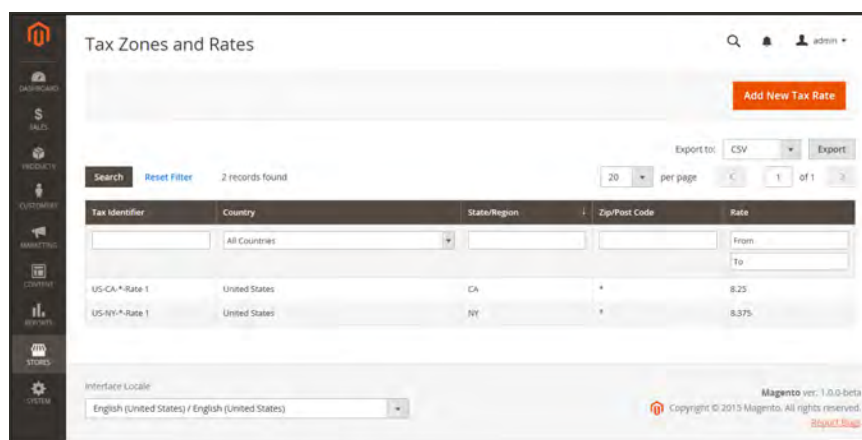 Tax Zones and Rates
admin
DASHBOARD
SALES
PRODUCTS
CUSTOMERS
MARKETING
CONTENT
REPORTS
STORES
SYSTEM
Add New Tax Rate
Export to: CSV Export
Search Reset Filter 2 records found 20 per page 1 of 1
Tax Identifier Country State/Region Zip/Post Code Rate
All Countries From
To
US-CA-*-Rate 1 United States CA * 8.25
US-NY-*-Rate 1 United States NY * 8.375
Interface Locale
English (United States) / English (United States)
Magento ver. 1.0.0-beta
Copyright © 2015 Magento. All rights reserved.
Report Bugs